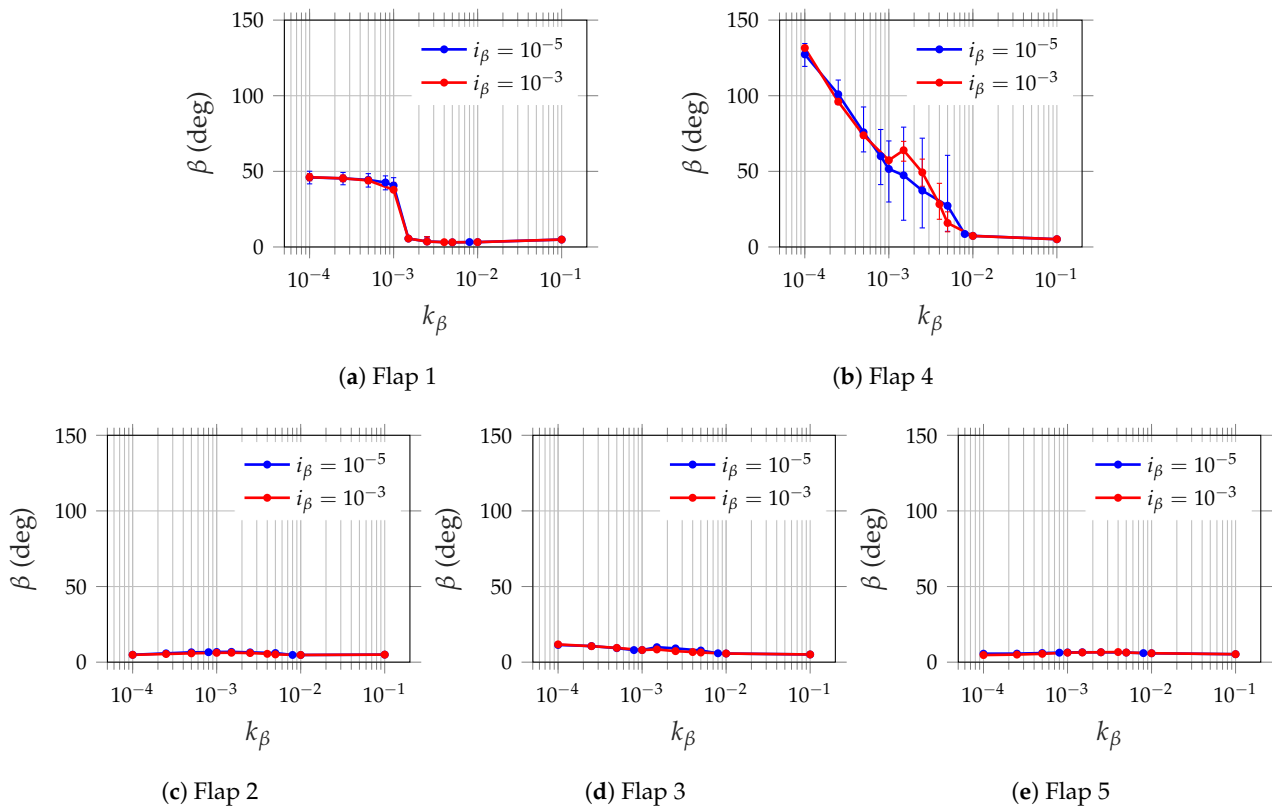 150
100
50
0
β (deg)
10⁻⁴ 10⁻³ 10⁻² 10⁻¹
k_β
i_β = 10⁻⁵
i_β = 10⁻³
(a) Flap 1
150
100
50
0
β (deg)
10⁻⁴ 10⁻³ 10⁻² 10⁻¹
k_β
i_β = 10⁻⁵
i_β = 10⁻³
(b) Flap 4
150
100
50
0
β (deg)
10⁻⁴ 10⁻³ 10⁻² 10⁻¹
k_β
i_β = 10⁻⁵
i_β = 10⁻³
(c) Flap 2
150
100
50
0
β (deg)
10⁻⁴ 10⁻³ 10⁻² 10⁻¹
k_β
i_β = 10⁻⁵
i_β = 10⁻³
(d) Flap 3
150
100
50
0
β (deg)
10⁻⁴ 10⁻³ 10⁻² 10⁻¹
k_β
i_β = 10⁻⁵
i_β = 10⁻³
(e) Flap 5